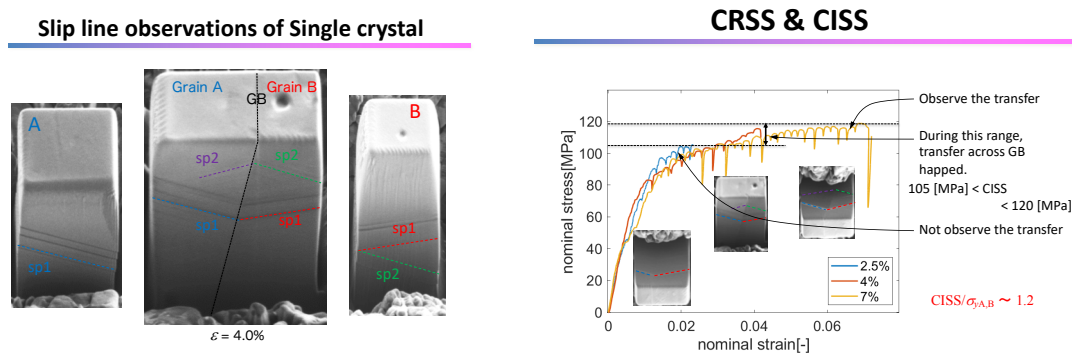 Slip line observations of Single crystal
A
sp1
Grain A
GB
Grain B
sp2
sp2
sp1
sp1
ε = 4.0%
B
sp1
sp2
CRSS & CISS
nominal stress[MPa]
120
100
80
60
40
20
0
0
0.02
0.04
0.06
nominal strain[-]
2.5%
4%
7%
Observe the transfer
During this range,
transfer across GB
happed.
105 [MPa] < CISS
< 120 [MPa]
Not observe the transfer
CISS/σyA,B ∼ 1.2